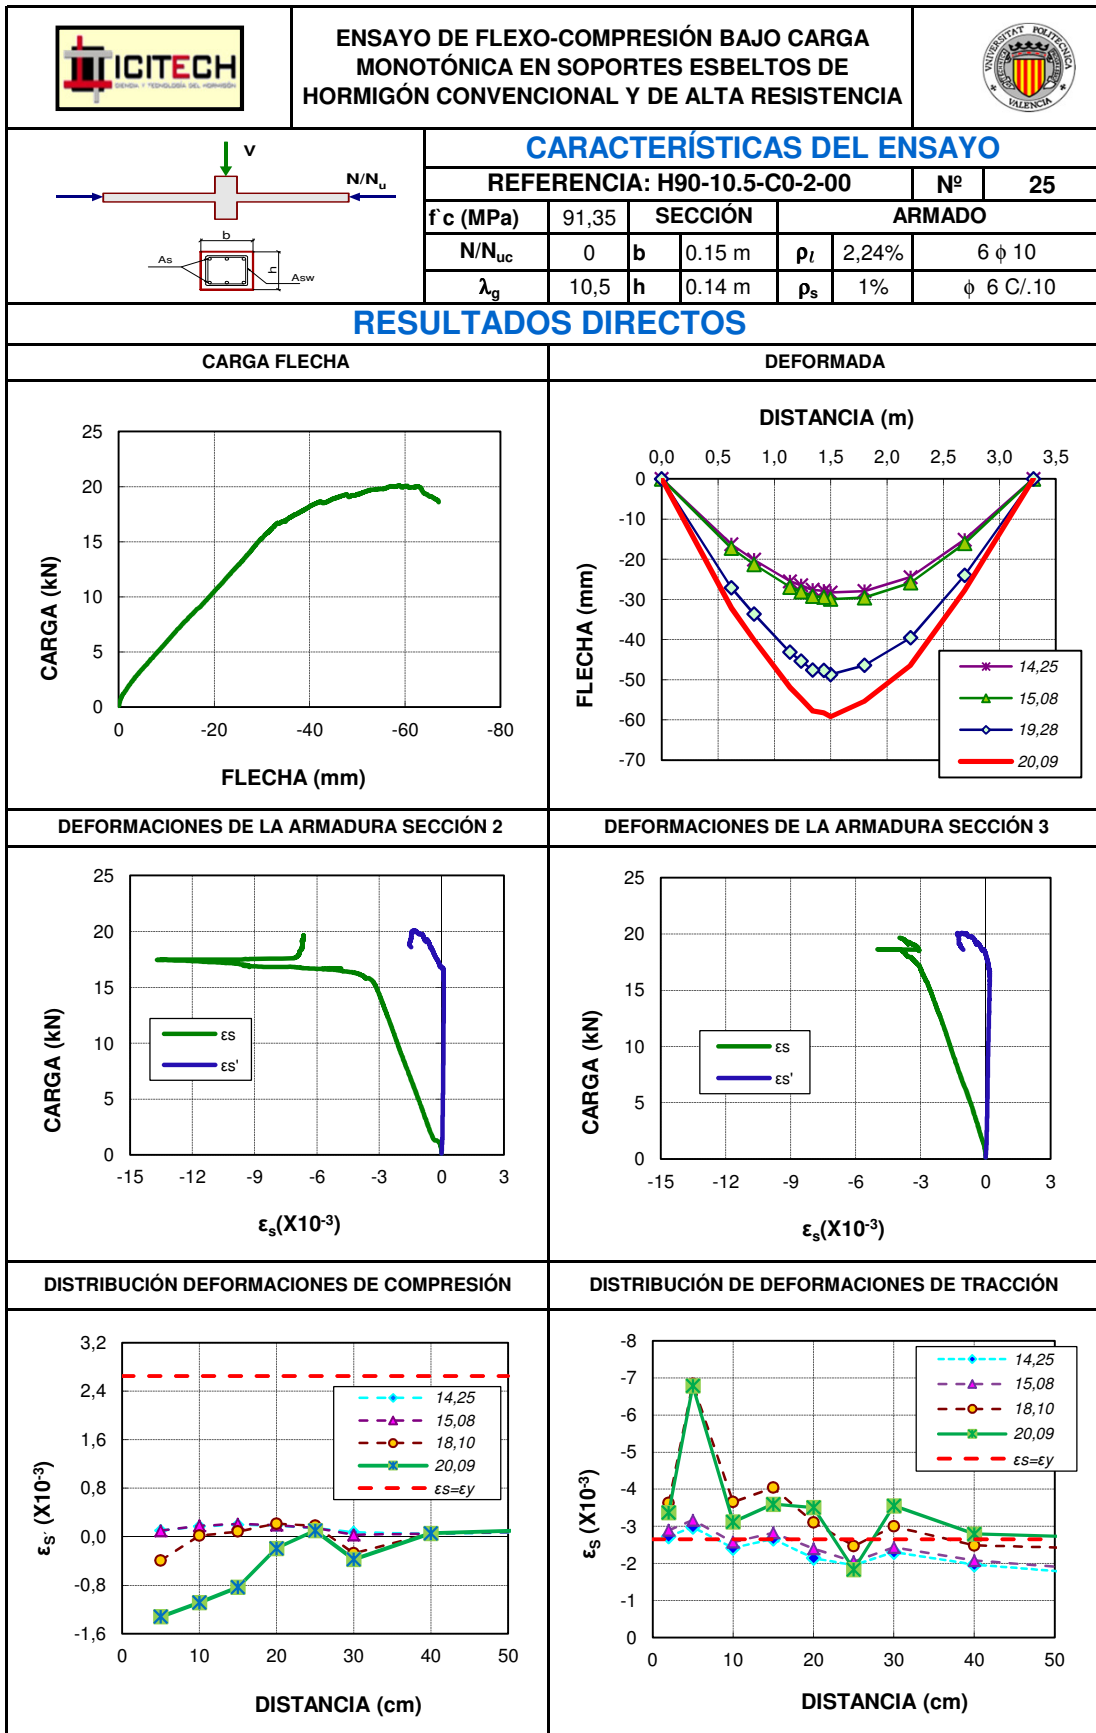 ICITECH
CIENCIA Y TECNOLOGÍA DEL HORMIGÓN
ENSAYO DE FLEXO-COMPRESIÓN BAJO CARGA
MONOTÓNICA EN SOPORTES ESBELTOS DE
HORMIGÓN CONVENCIONAL Y DE ALTA RESISTENCIA
UNIVERSITAT POLITECNICA
VALENCIA
V
N/Nu
b
As
h
Asw
CARACTERÍSTICAS DEL ENSAYO
REFERENCIA: H90-10.5-C0-2-00 Nº 25
f`c (MPa) 91,35 SECCIÓN ARMADO
N/Nuc 0 b 0.15 m ρl 2,24% 6 ϕ 10
λg 10,5 h 0.14 m ρs 1% ϕ 6 C/.10
RESULTADOS DIRECTOS
CARGA FLECHA
25
20
15
10
5
0
0 -20 -40 -60 -80
CARGA (kN)
FLECHA (mm)
DEFORMADA
DISTANCIA (m)
0,0 0,5 1,0 1,5 2,0 2,5 3,0 3,5
0
-10
-20
-30
-40
-50
-60
-70
FLECHA (mm)
14,25
15,08
19,28
20,09
DEFORMACIONES DE LA ARMADURA SECCIÓN 2
25
20
15
10
5
0
-15 -12 -9 -6 -3 0 3
CARGA (kN)
εs
εs'
εs(X10-3)
DEFORMACIONES DE LA ARMADURA SECCIÓN 3
25
20
15
10
5
0
-15 -12 -9 -6 -3 0 3
CARGA (kN)
εs
εs'
εs(X10-3)
DISTRIBUCIÓN DEFORMACIONES DE COMPRESIÓN
3,2
2,4
1,6
0,8
0,0
-0,8
-1,6
0 10 20 30 40 50
εs´ (X10-3)
14,25
15,08
18,10
20,09
εs=εy
DISTANCIA (cm)
DISTRIBUCIÓN DE DEFORMACIONES DE TRACCIÓN
-8
-7
-6
-5
-4
-3
-2
-1
0
0 10 20 30 40 50
εs (X10-3)
14,25
15,08
18,10
20,09
εs=εy
DISTANCIA (cm)